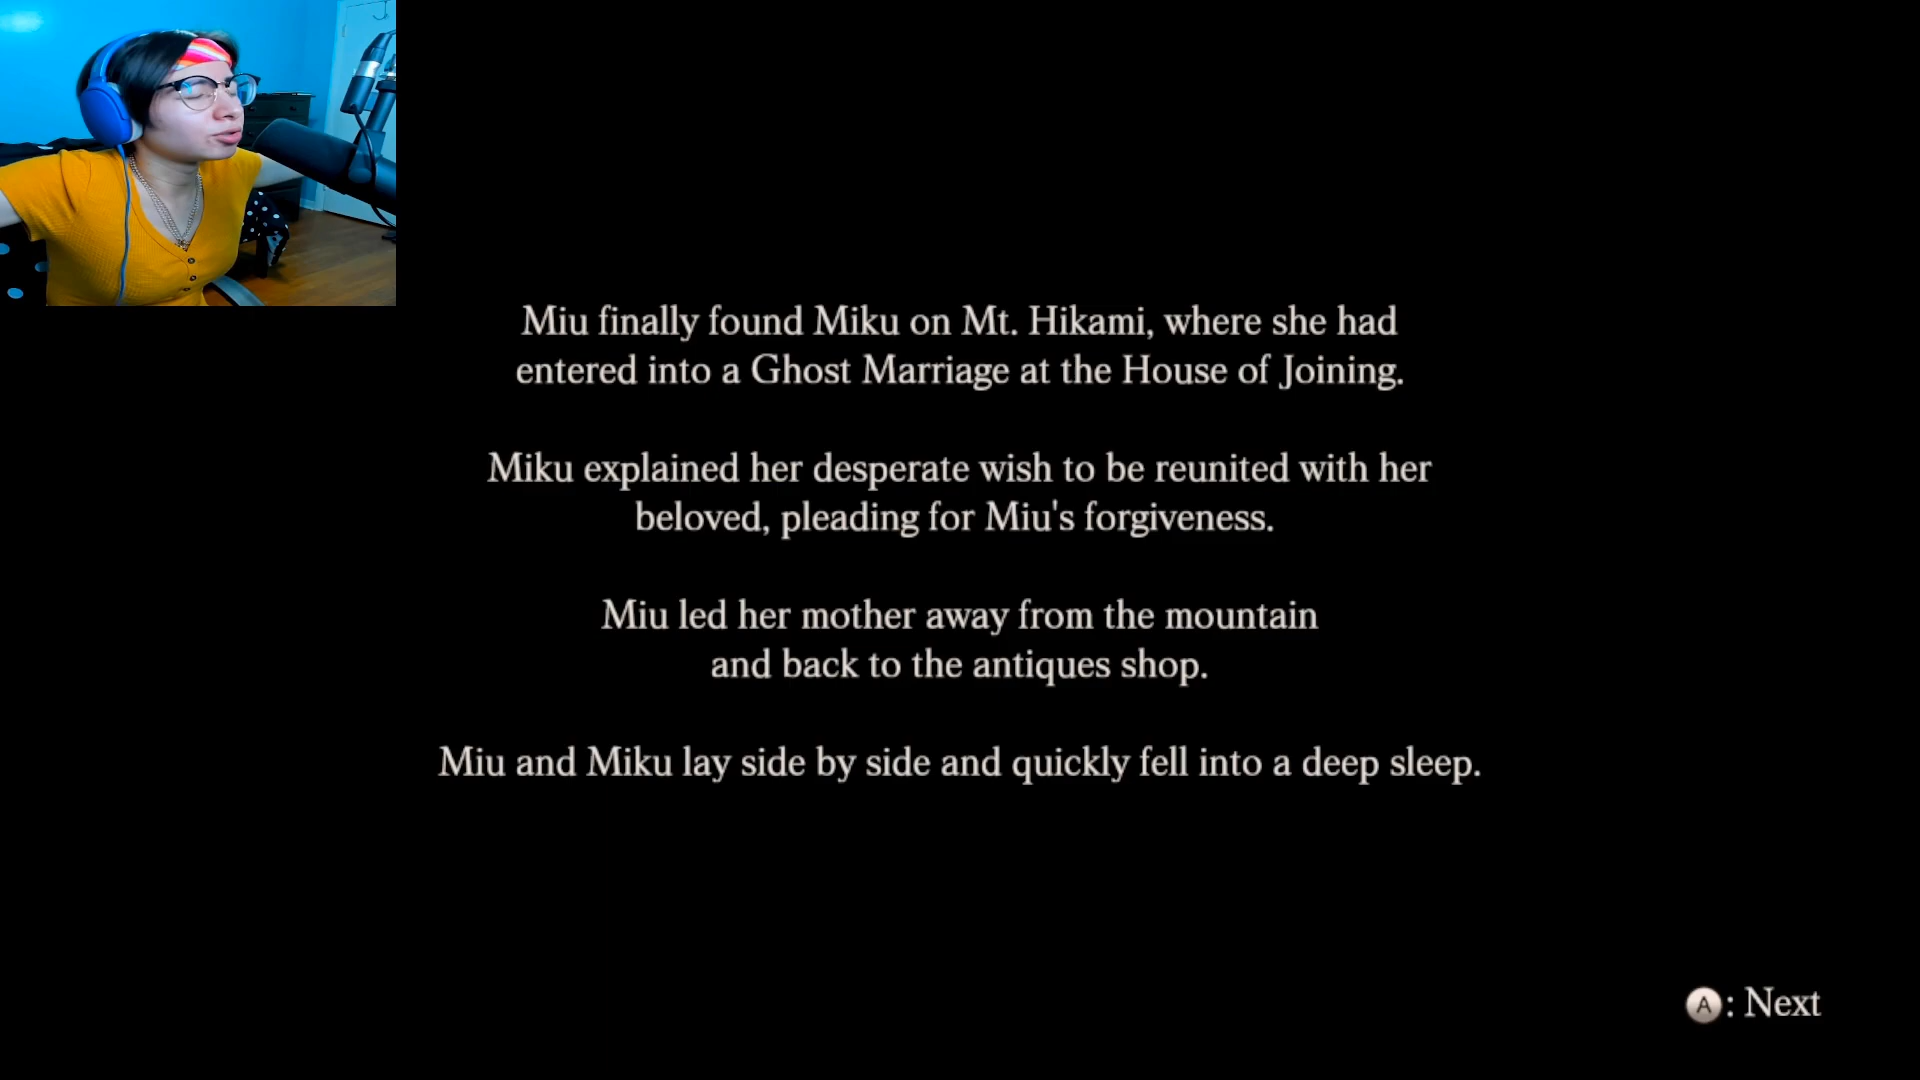 Miu finally found Miku on Mt. Hikami, where she had
entered into a Ghost Marriage at the House of Joining.
Miku explained her desperate wish to be reunited with her
beloved, pleading for Miu's forgiveness.
Miu led her mother away from the mountain
and back to the antiques shop.
Miu and Miku lay side by side and quickly fell into a deep sleep.
A : Next